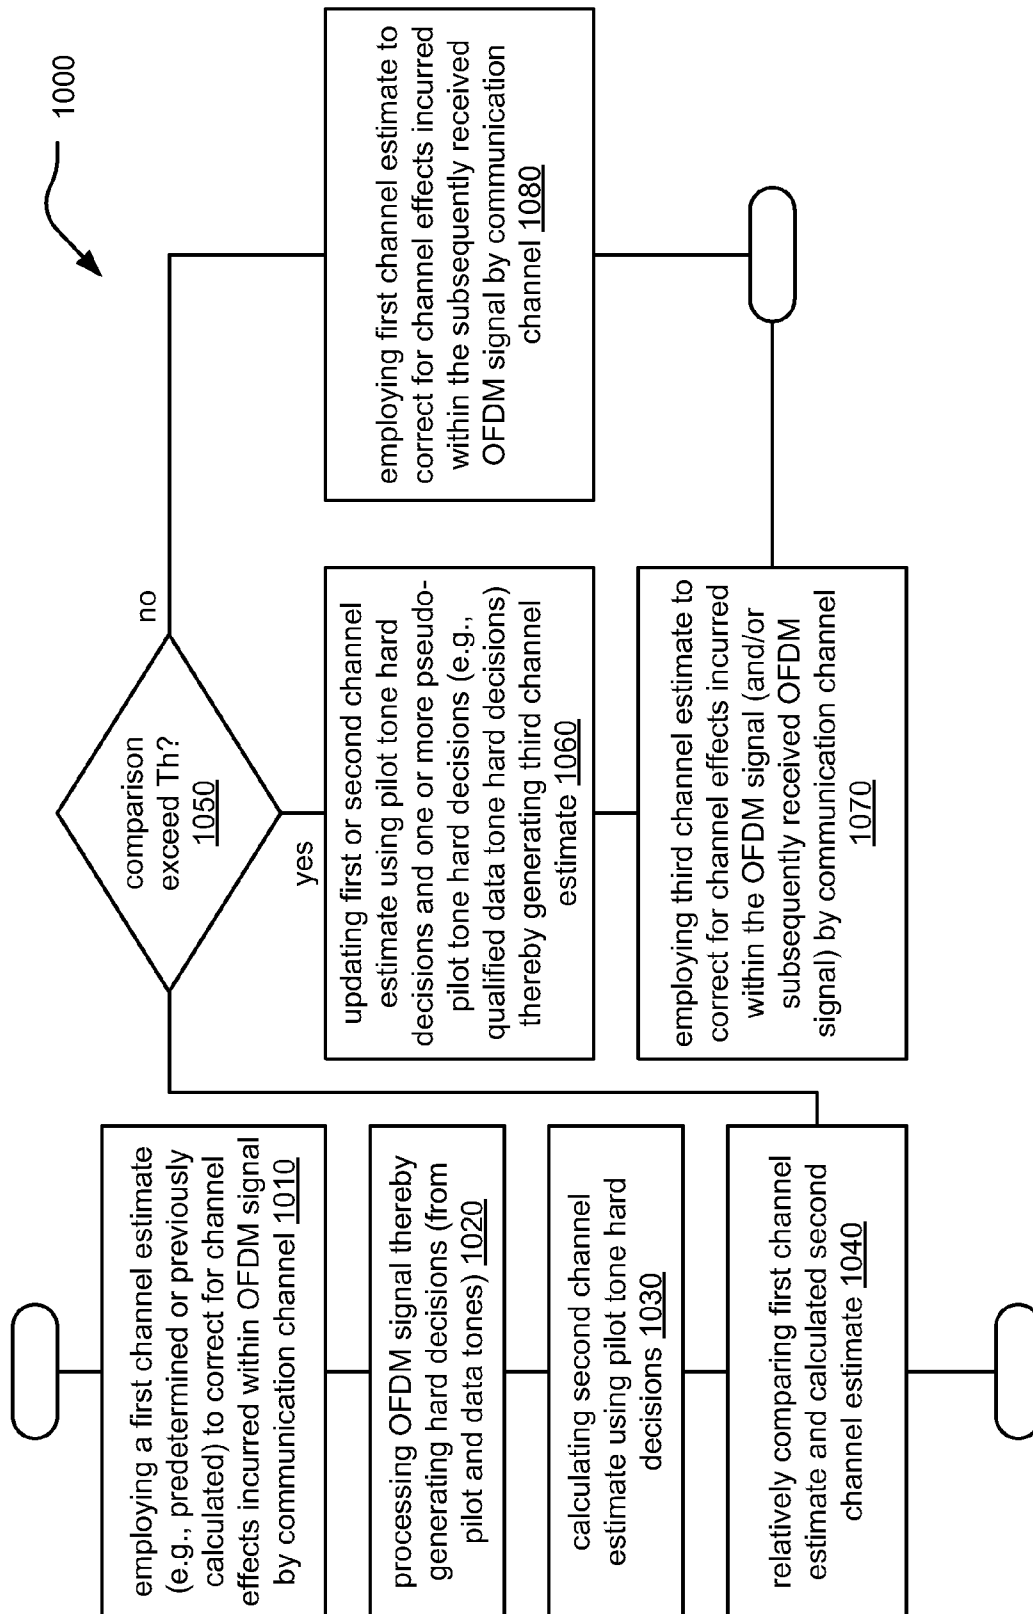 1000
employing a first channel estimate
(e.g., predetermined or previously
calculated) to correct for channel
effects incurred within OFDM signal
by communication channel 1010
processing OFDM signal thereby
generating hard decisions (from
pilot and data tones) 1020
calculating second channel
estimate using pilot tone hard
decisions 1030
relatively comparing first channel
estimate and calculated second
channel estimate 1040
comparison
exceed Th?
1050
yes
no
updating first or second channel
estimate using pilot tone hard
decisions and one or more pseudo-
pilot tone hard decisions (e.g.,
qualified data tone hard decisions)
thereby generating third channel
estimate 1060
employing third channel estimate to
correct for channel effects incurred
within the OFDM signal (and/or
subsequently received OFDM
signal) by communication channel
1070
employing first channel estimate to
correct for channel effects incurred
within the subsequently received
OFDM signal by communication
channel 1080